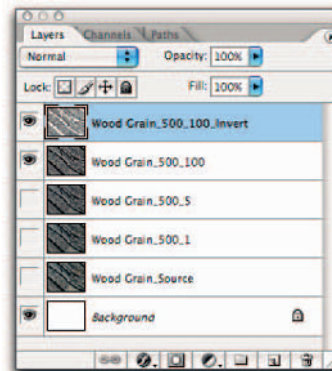 Layers Channels Paths
Normal Opacity: 100%
Lock: Fill: 100%
Wood Grain_500_100_Invert
Wood Grain_500_100
Wood Grain_500_5
Wood Grain_500_1
Wood Grain_Source
Background